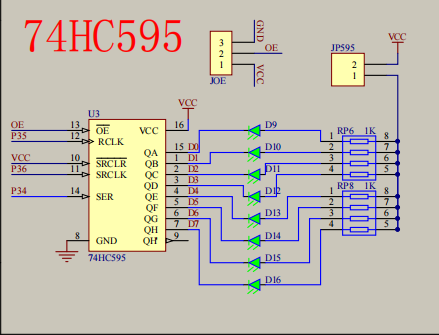 74HC595
GND
3
2
1
OE
JOE
VCC
JP595
2
1
VCC
U3
VCC
OE 13 OE VCC 16
P35 12 RCLK
QA 15 D0
VCC 10 SRCLR QB 1 D1
P36 11 SRCLK QC 2 D2
QD 3 D3
P34 14 SER QE 4 D4
QF 5 D5
QG 6 D6
QH 7 D7
8 GND QH' 9
74HC595
D9
D10
D11
D12
D13
D14
D15
D16
RP6 1K
1 8
2 7
3 6
4 5
RP8 1K
1 8
2 7
3 6
4 5